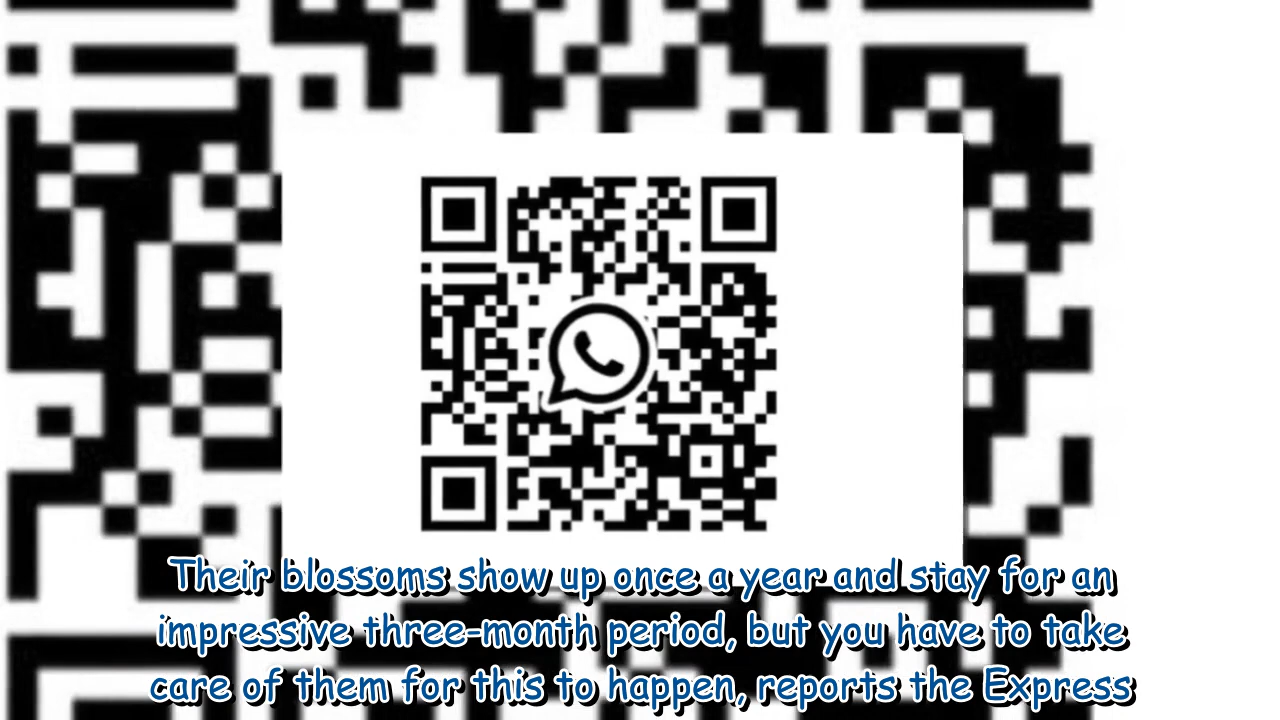 Their blossoms show up once a year and stay for an
impressive three-month period, but you have to take
care of them for this to happen, reports the Express